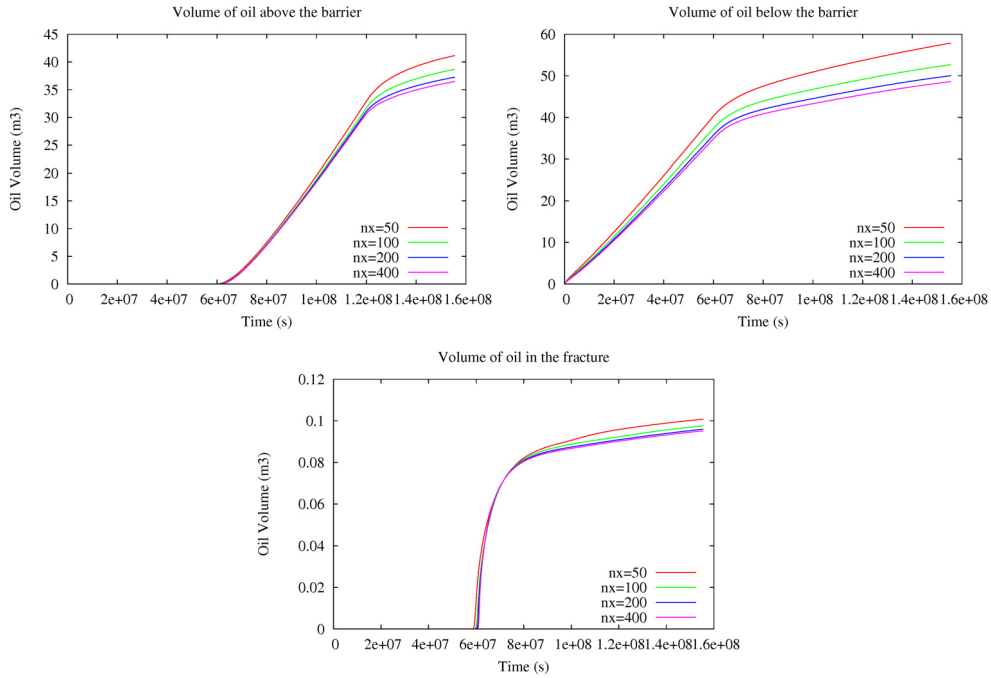 Volume of oil above the barrier
45
40
35
30
25
20
15
10
5
0
Oil Volume (m3)
nx=50
nx=100
nx=200
nx=400
0 2e+07 4e+07 6e+07 8e+07 1e+08 1.2e+08 1.4e+08 1.6e+08
Time (s)
Volume of oil below the barrier
60
50
40
30
20
10
0
Oil Volume (m3)
nx=50
nx=100
nx=200
nx=400
0 2e+07 4e+07 6e+07 8e+07 1e+08 1.2e+08 1.4e+08 1.6e+08
Time (s)
Volume of oil in the fracture
0.12
0.1
0.08
0.06
0.04
0.02
0
Oil Volume (m3)
nx=50
nx=100
nx=200
nx=400
0 2e+07 4e+07 6e+07 8e+07 1e+08 1.2e+08 1.4e+08 1.6e+08
Time (s)